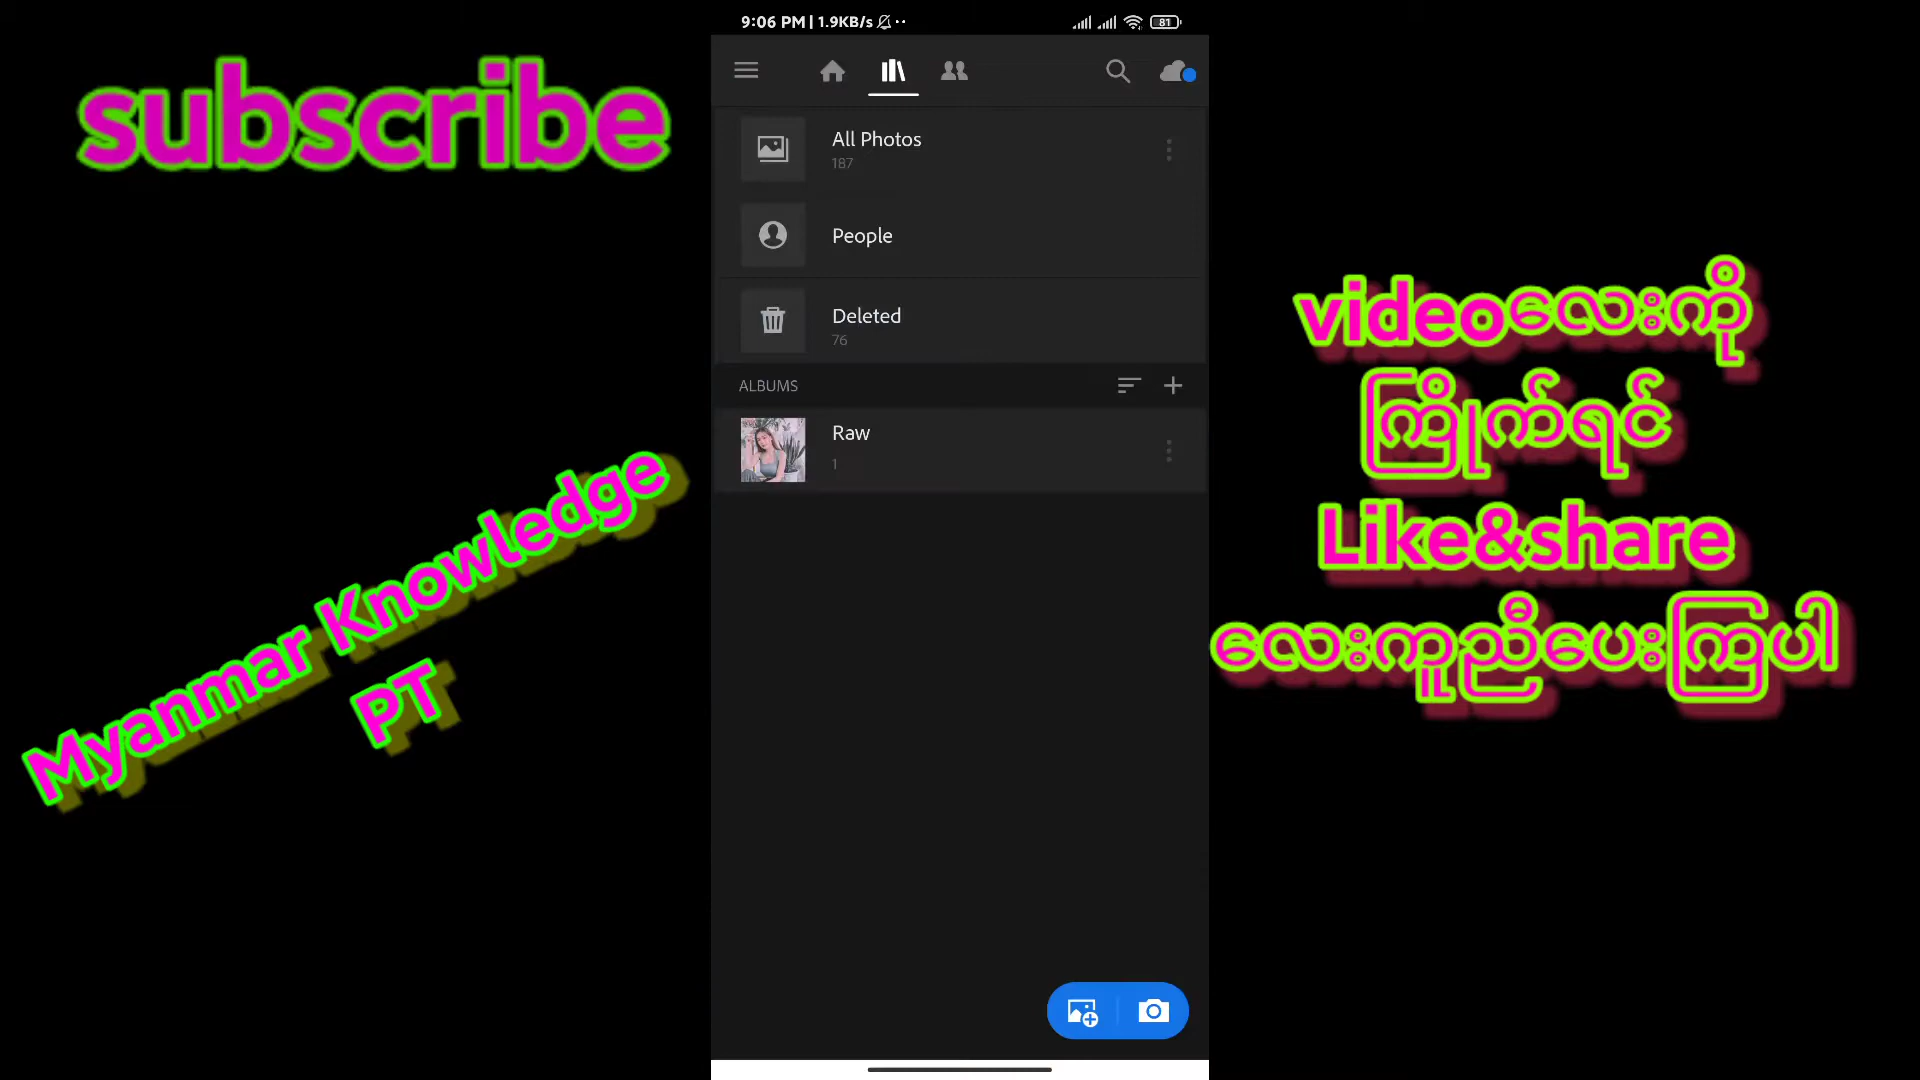 subscribe
Myanmar Knowledge
PT
9:06 PM | 1.9KB/s
81
All Photos
187
People
Deleted
76
ALBUMS
Raw
1
videoလေးကို
ကြိုက်ရင်
Like&share
လေးကူညီပေးကြပါ